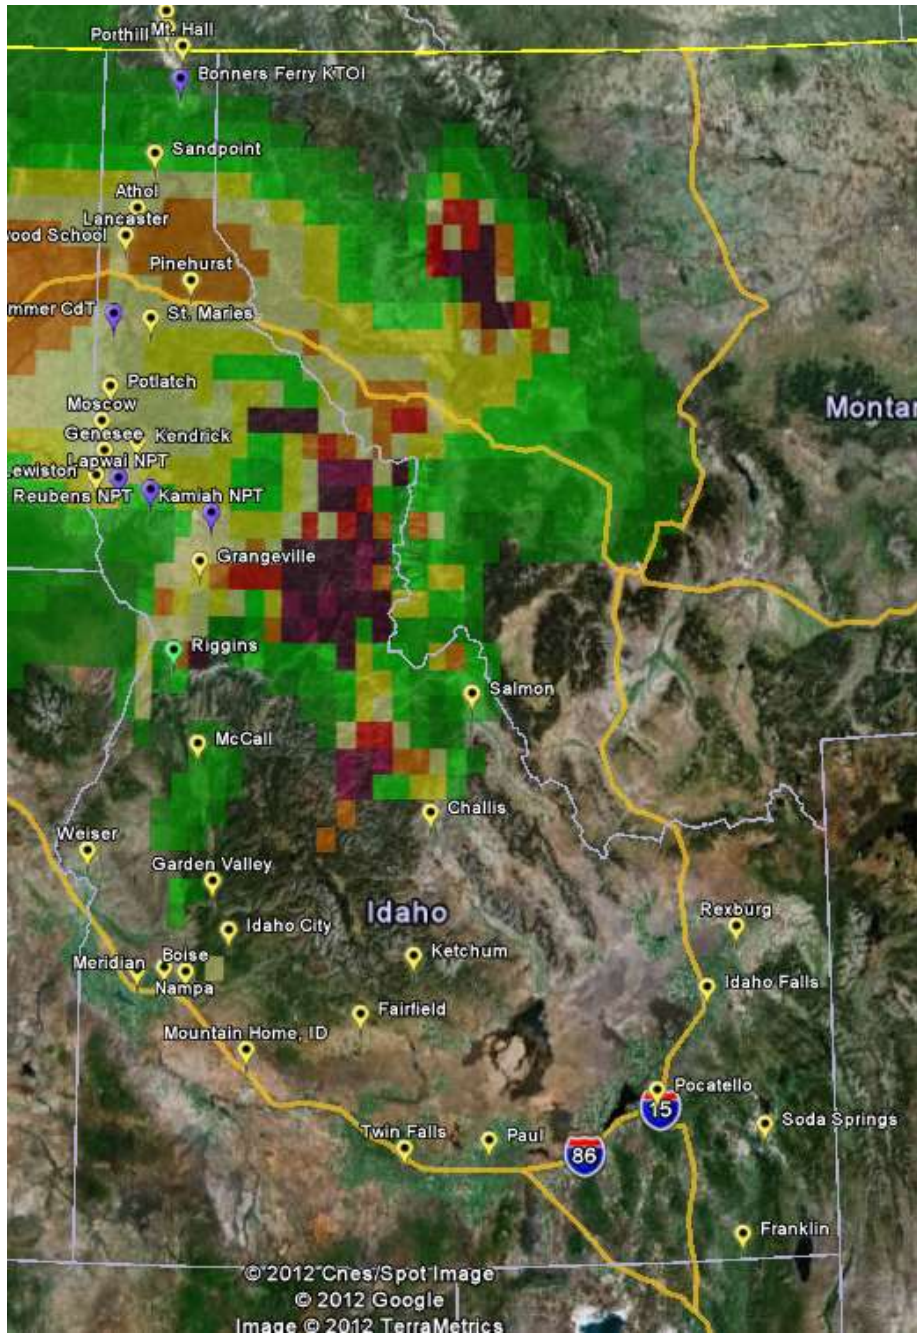 Porthill
Mt. Hall
Bonners Ferry KTOI
Sandpoint
Athol
Lancaster
wood School
Pinehurst
mmer CdT
St. Maries
Potlatch
Moscow
Genesee
Kendrick
Lapwai NPT
Lewiston
Reubens NPT
Kamiah NPT
Grangeville
Riggins
Salmon
McCall
Challis
Weiser
Garden Valley
Idaho
Idaho City
Rexburg
Ketchum
Meridian
Boise
Nampa
Idaho Falls
Fairfield
Mountain Home, ID
Pocatello
15
Soda Springs
Twin Falls
Paul
86
Franklin
Montan
© 2012 Cnes/Spot Image
© 2012 Google
Image © 2012 TerraMetrics